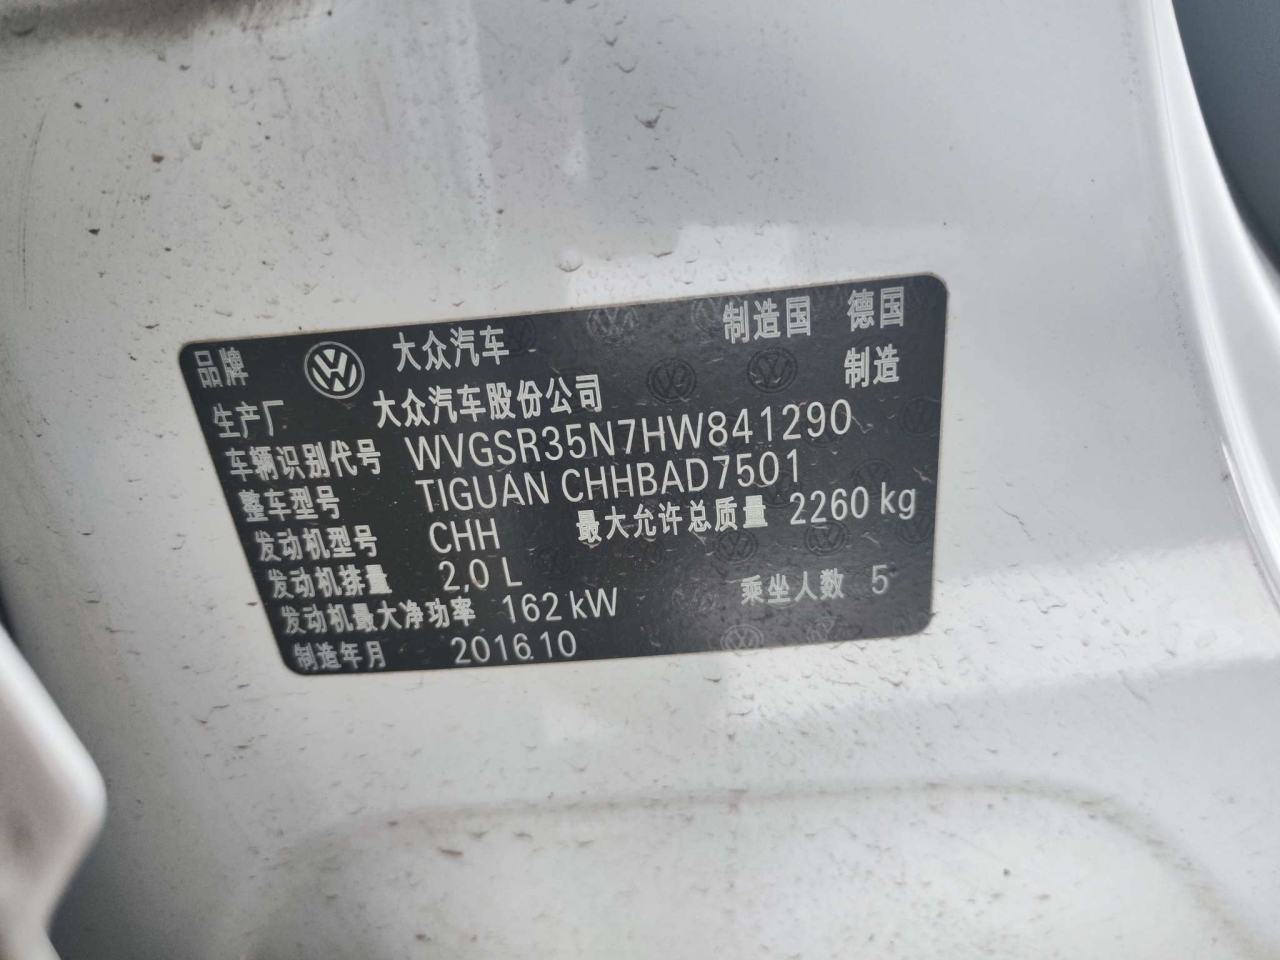 品牌 大众汽车 制造国 德国
生产厂 大众汽车股份公司 制造
车辆识别代号 WVGSR35N7HW841290
整车型号 TIGUAN CHHBAD7501
发动机型号 CHH 最大允许总质量 2260 kg
发动机排量 2.0 L
发动机最大净功率 162 kW 乘坐人数 5
制造年月 2016.10